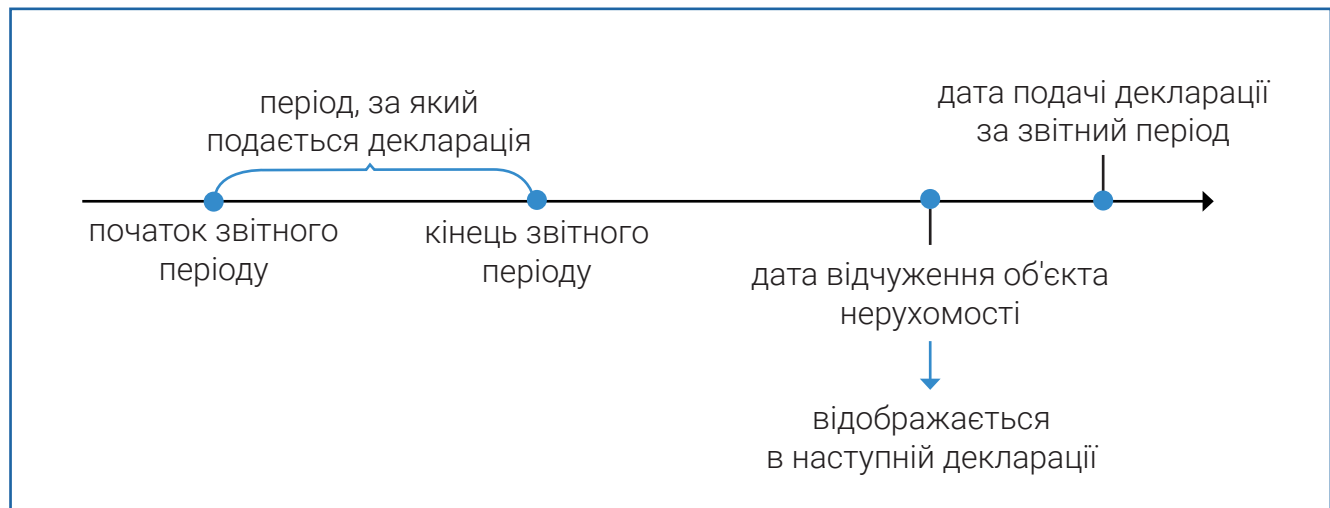 період, за який
подається декларація
дата подачі декларації
за звітний період
початок звітного
періоду
кінець звітного
періоду
дата відчуження об'єкта
нерухомості
відображається
в наступній декларації